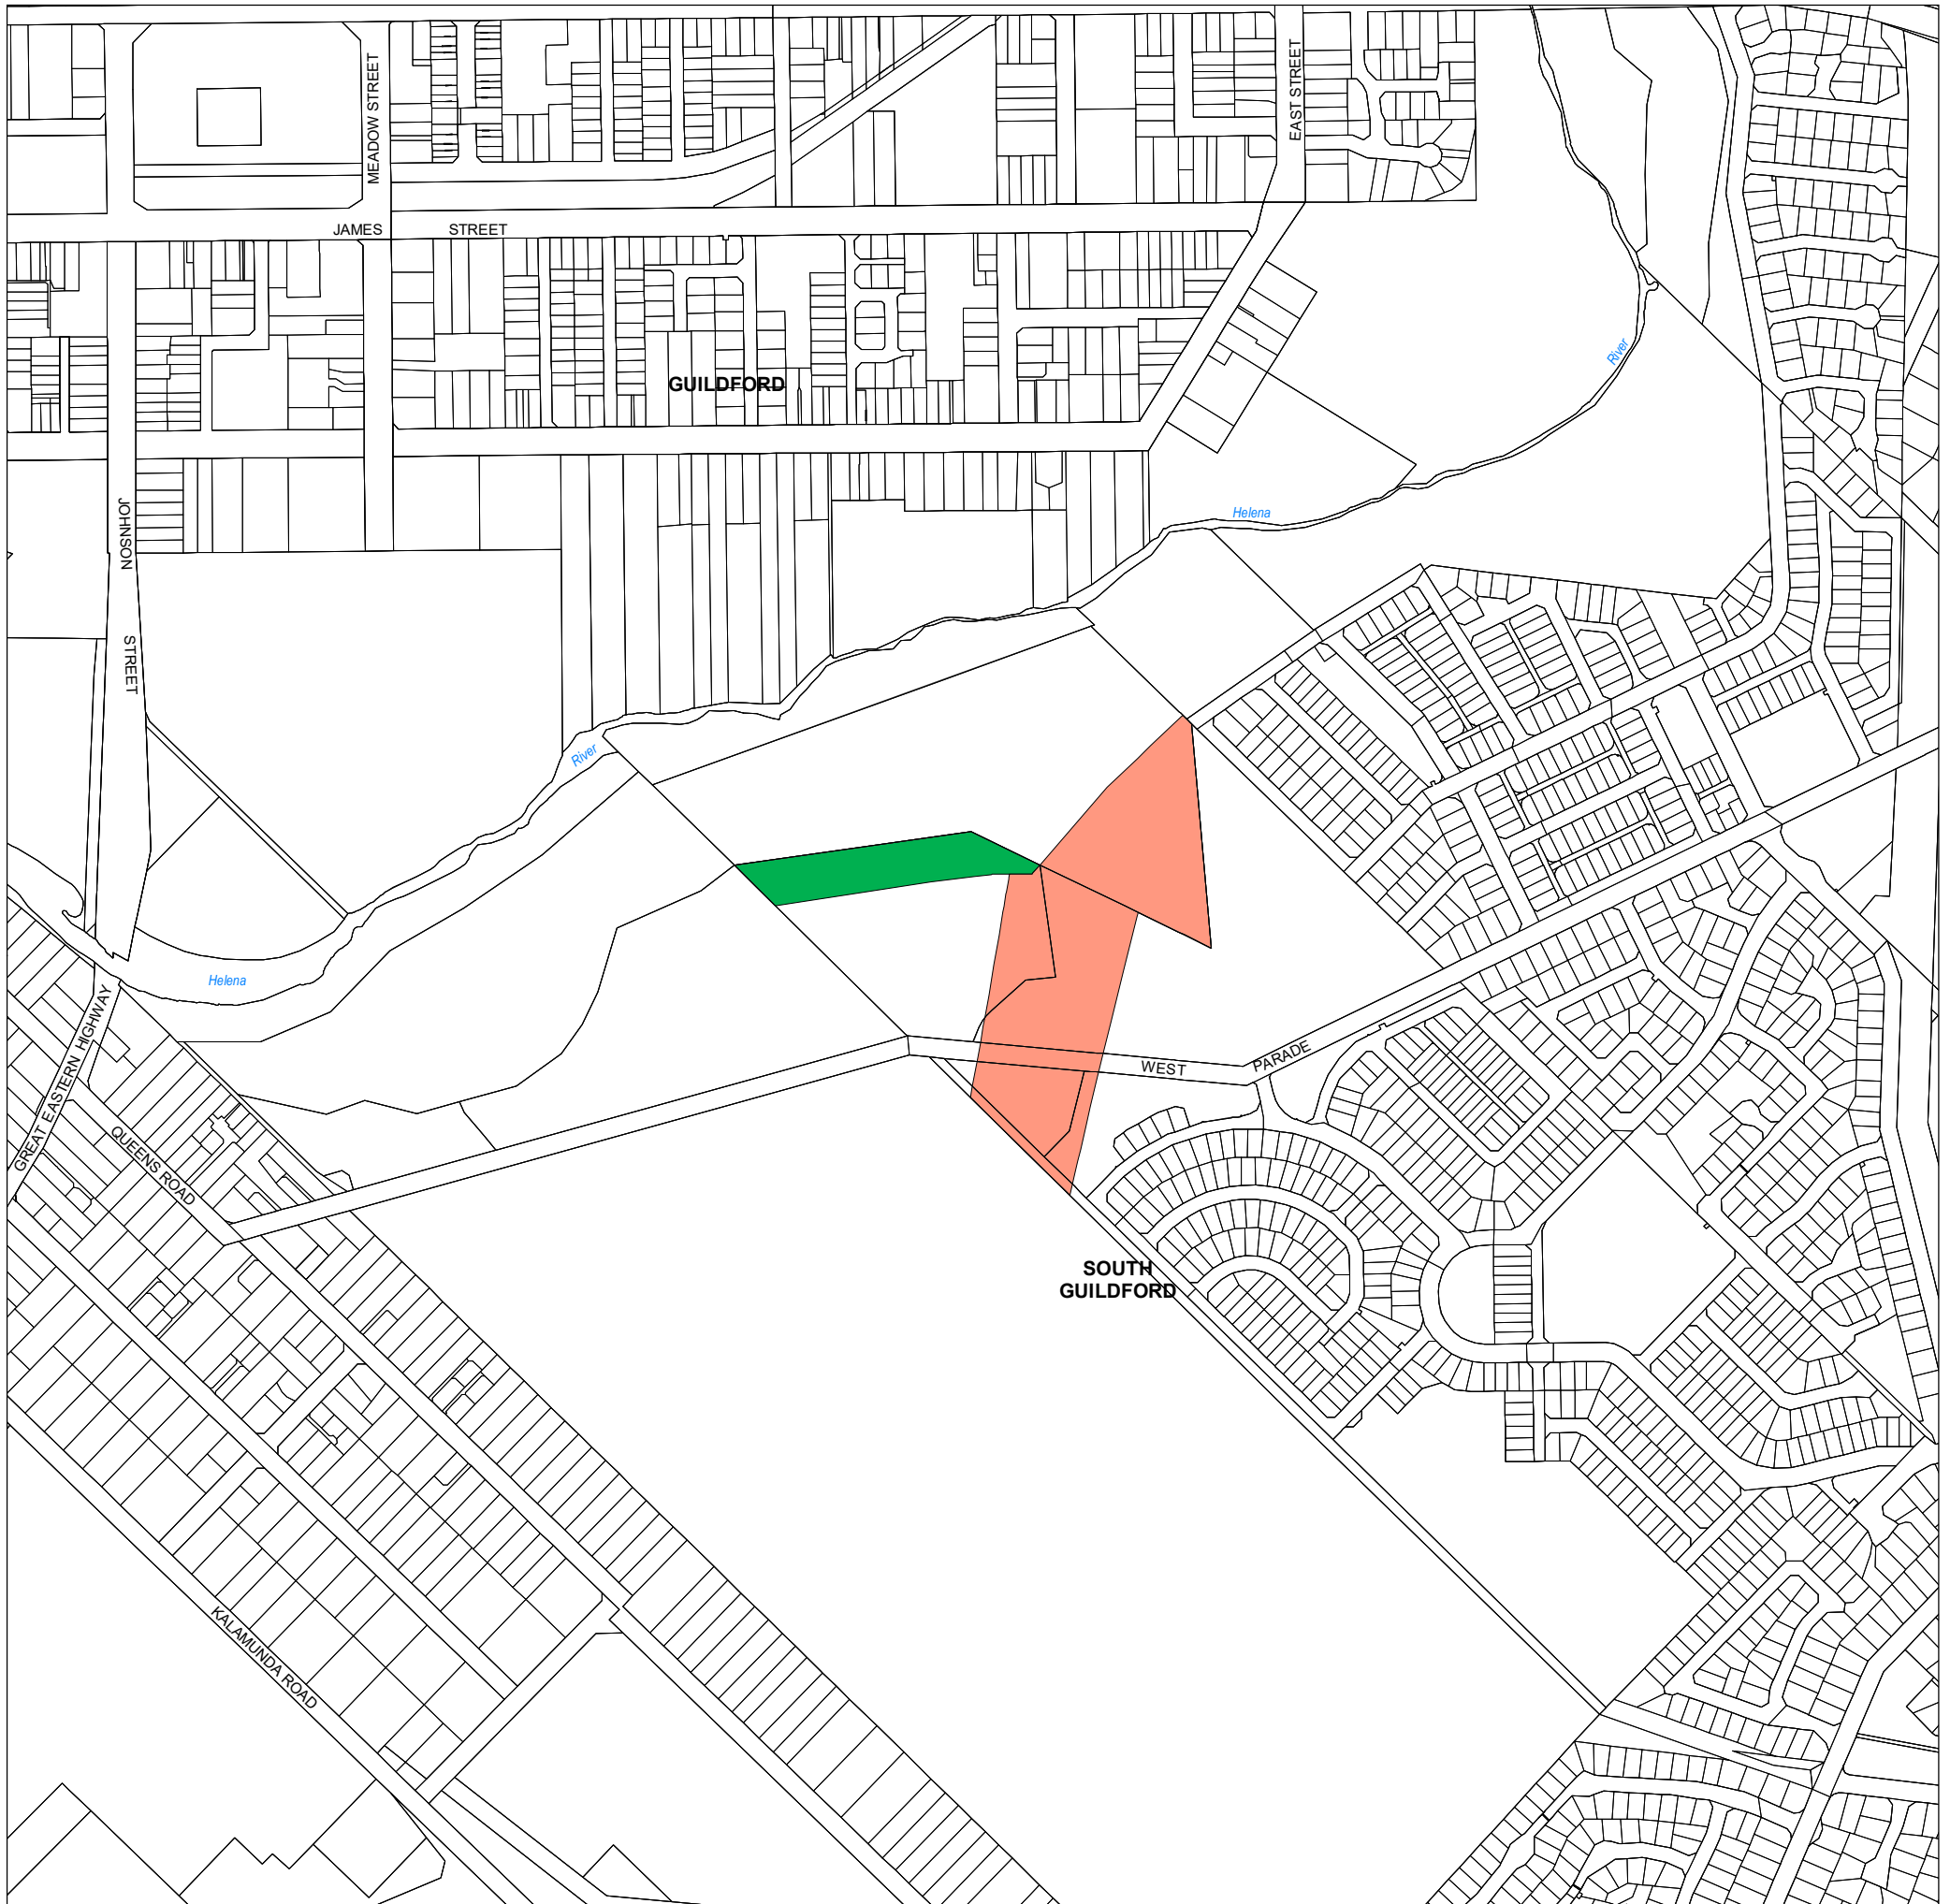 MEADOW STREET
EAST STREET
JAMES STREET
River
GUILDFORD
JOHNSON STREET
Helena
River
Helena
GREAT EASTERN HIGHWAY
WEST PARADE
QUEENS ROAD
SOUTH
GUILDFORD
KALAMUNDA ROAD